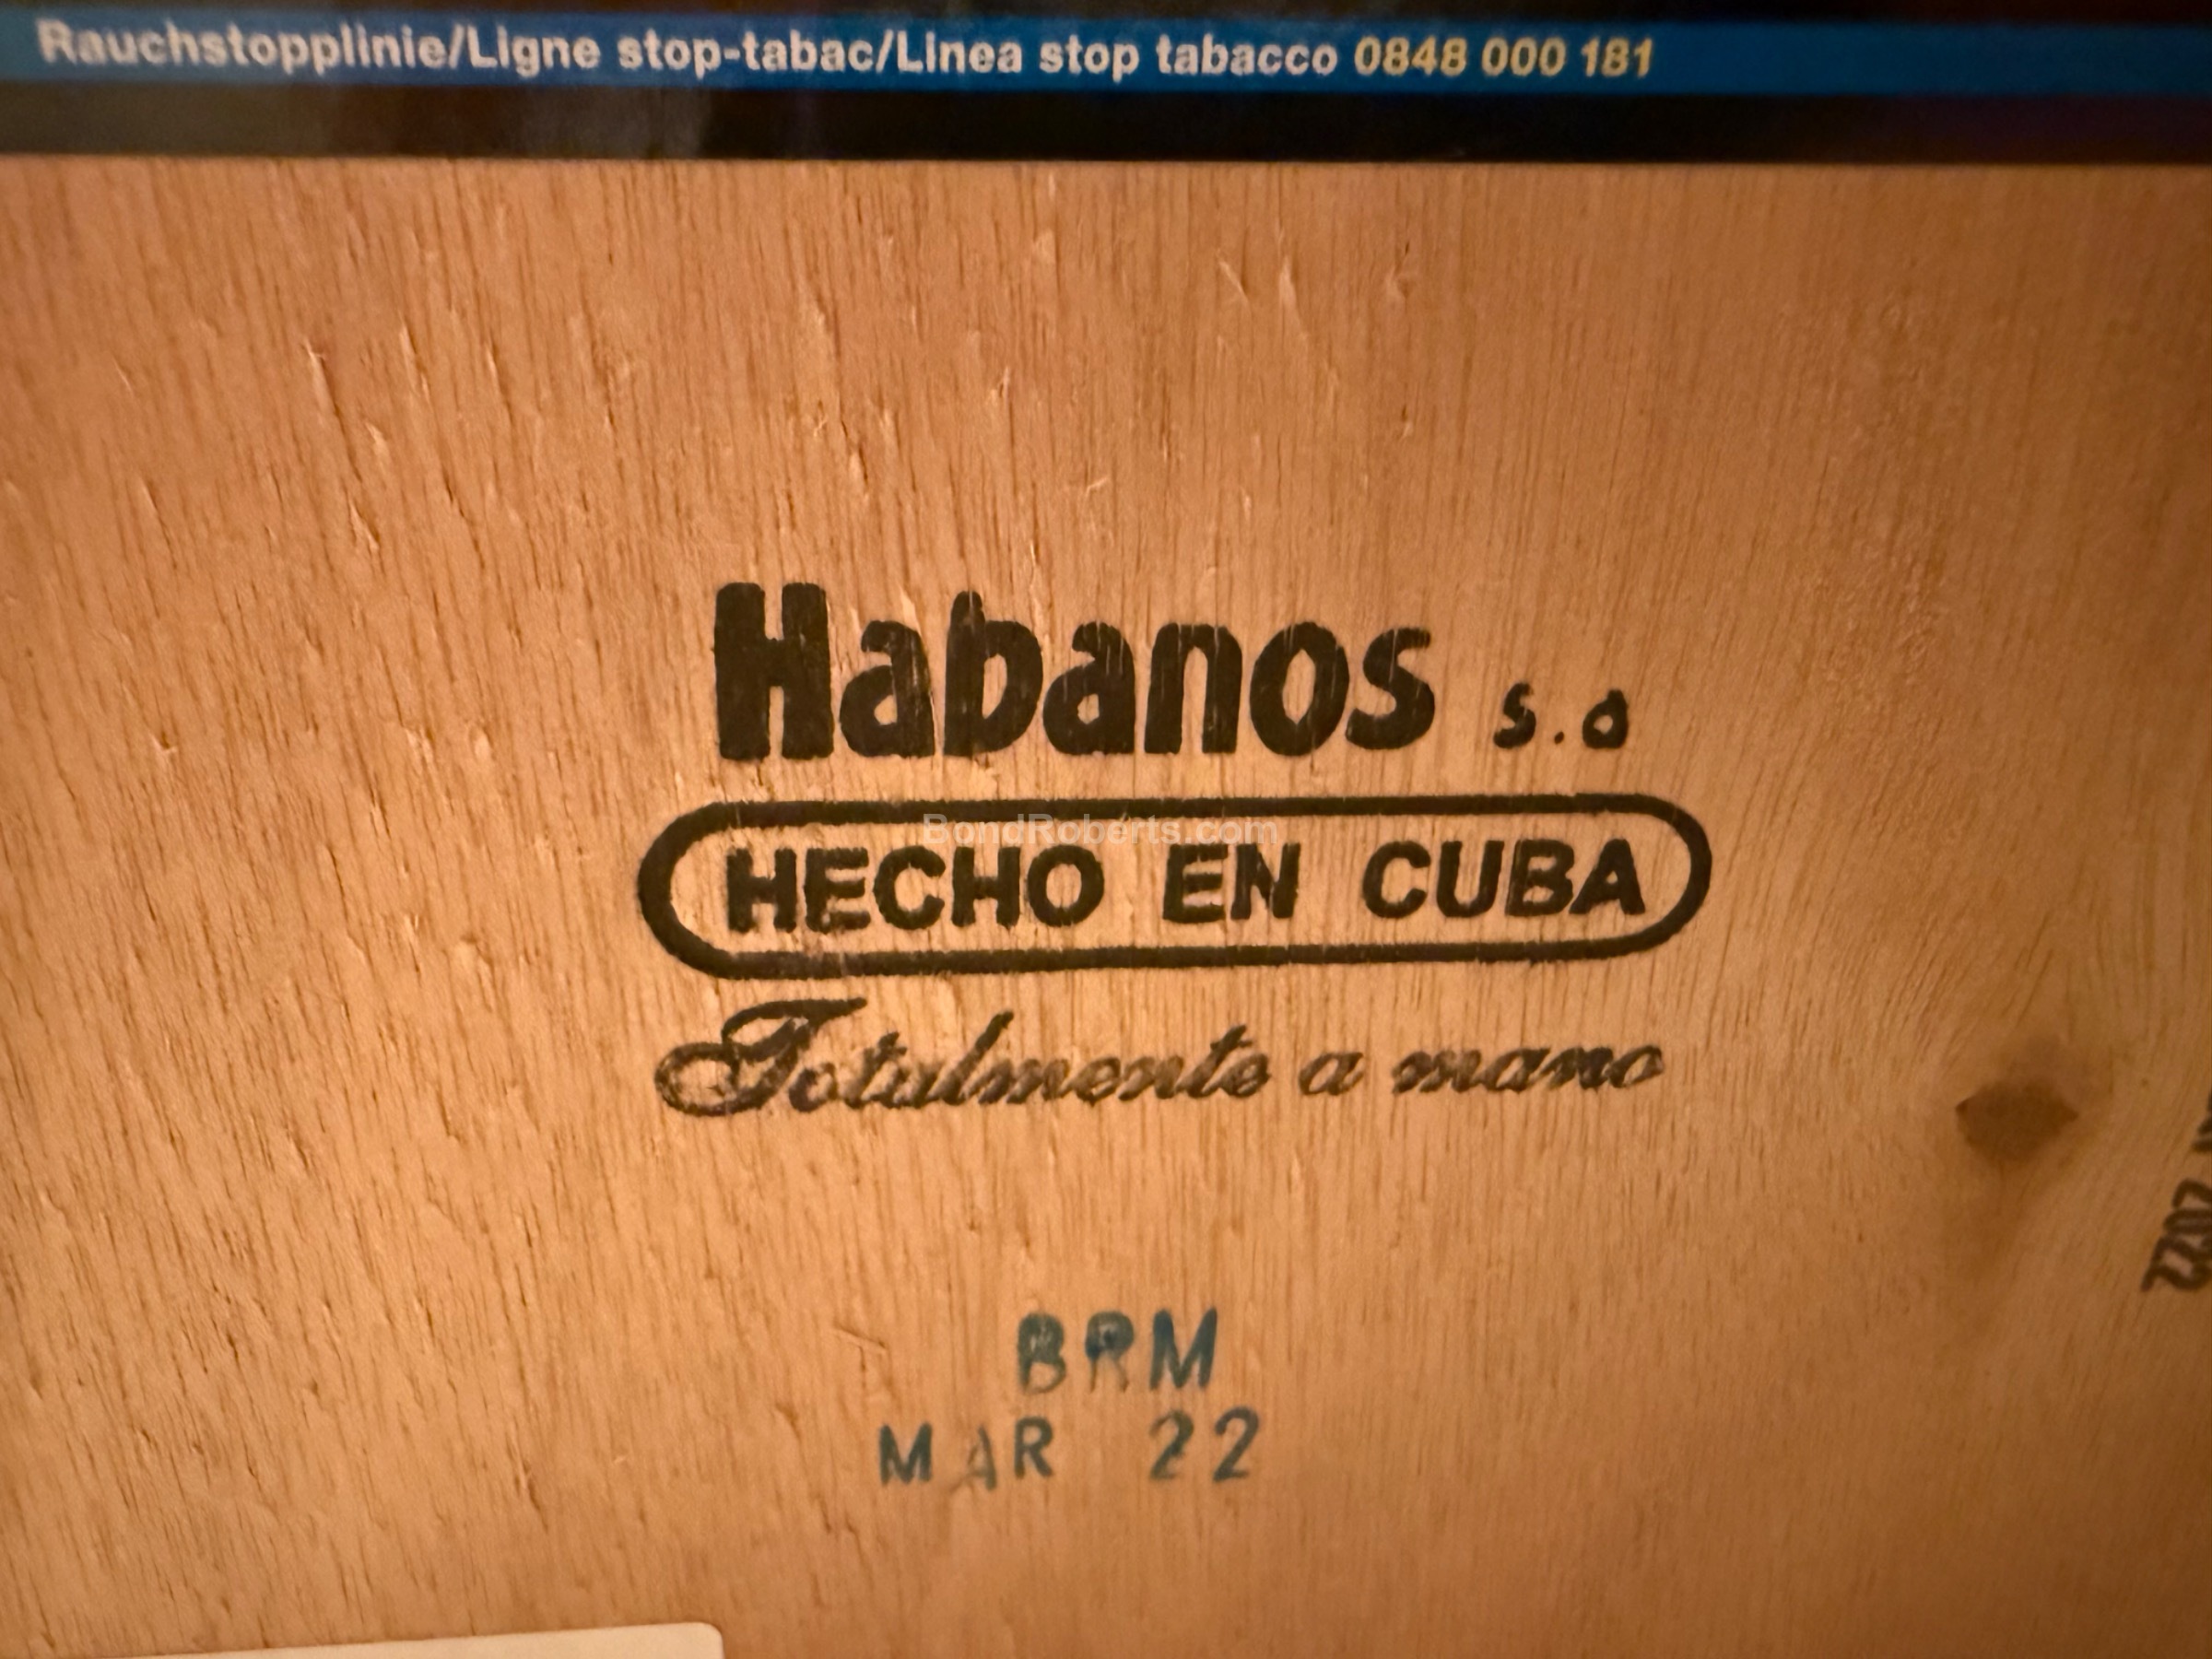 Rauchstopplinie/Ligne stop-tabac/Linea stop tabacco 0848 000 181
Habanos s.a
BondRoberts.com
HECHO EN CUBA
Totalmente a mano
BRM
MAR 22
2022